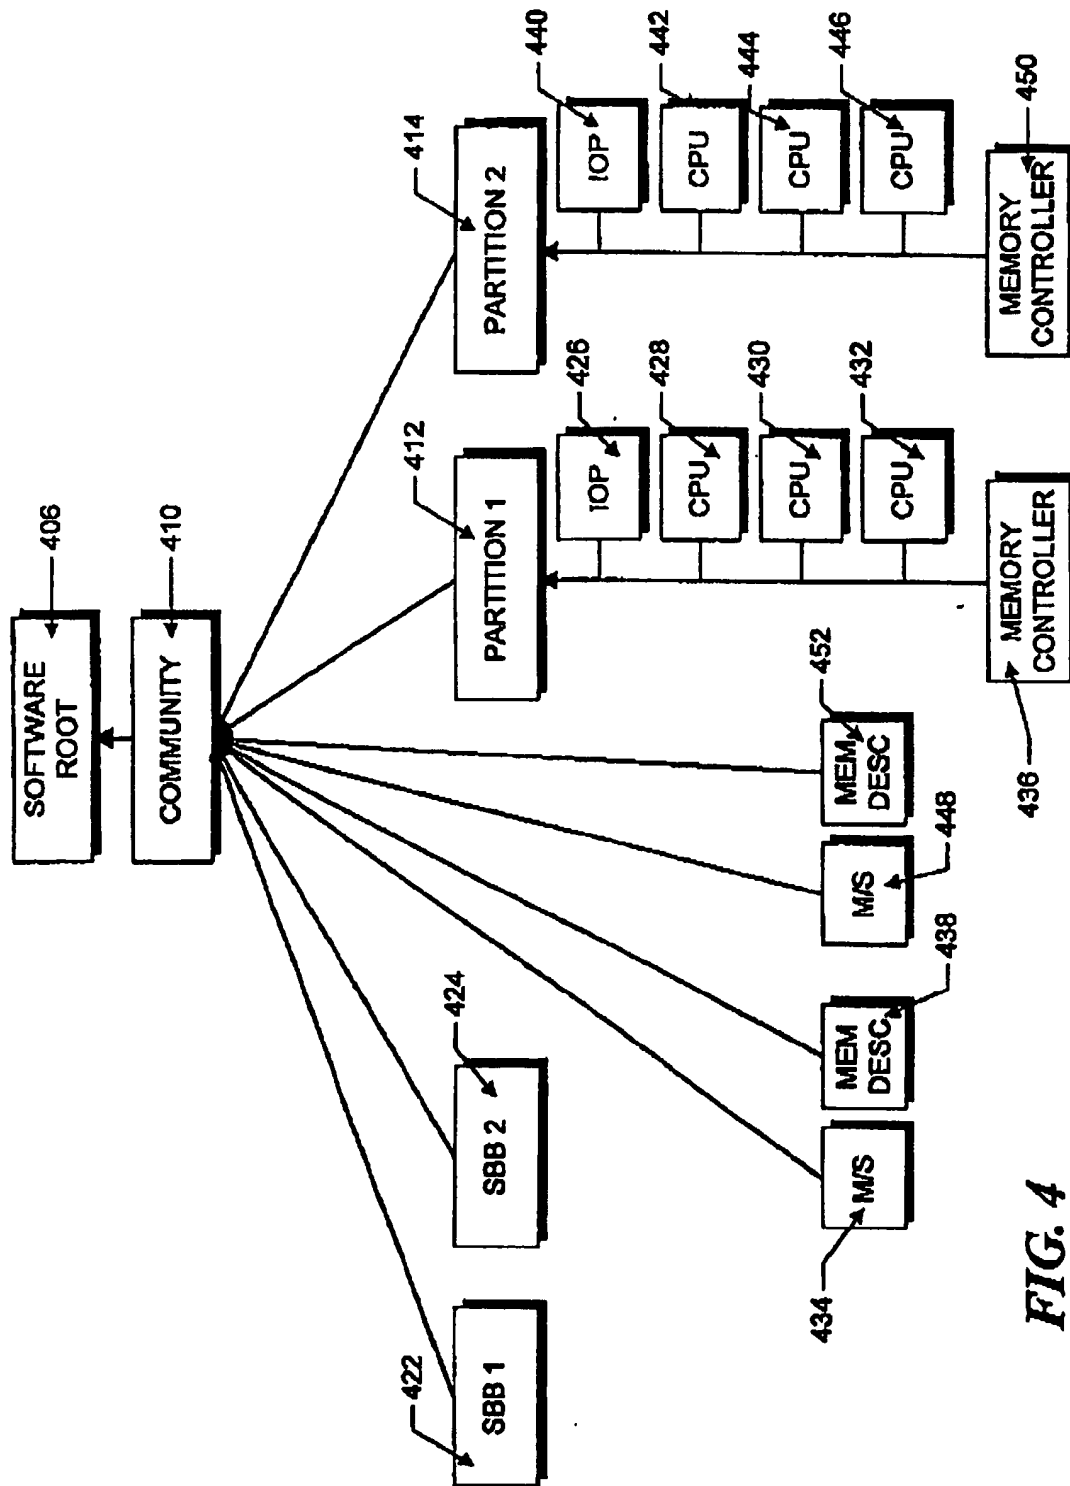 SOFTWARE
ROOT
406
COMMUNITY
410
422
SBB 1
SBB 2
424
PARTITION 1
412
PARTITION 2
414
IOP
426
CPU
428
CPU
430
CPU
432
IOP
440
CPU
442
CPU
444
CPU
446
434
M/S
MEM
DESC
438
M/S
448
MEM
DESC
452
436
MEMORY
CONTROLLER
MEMORY
CONTROLLER
450
FIG. 4